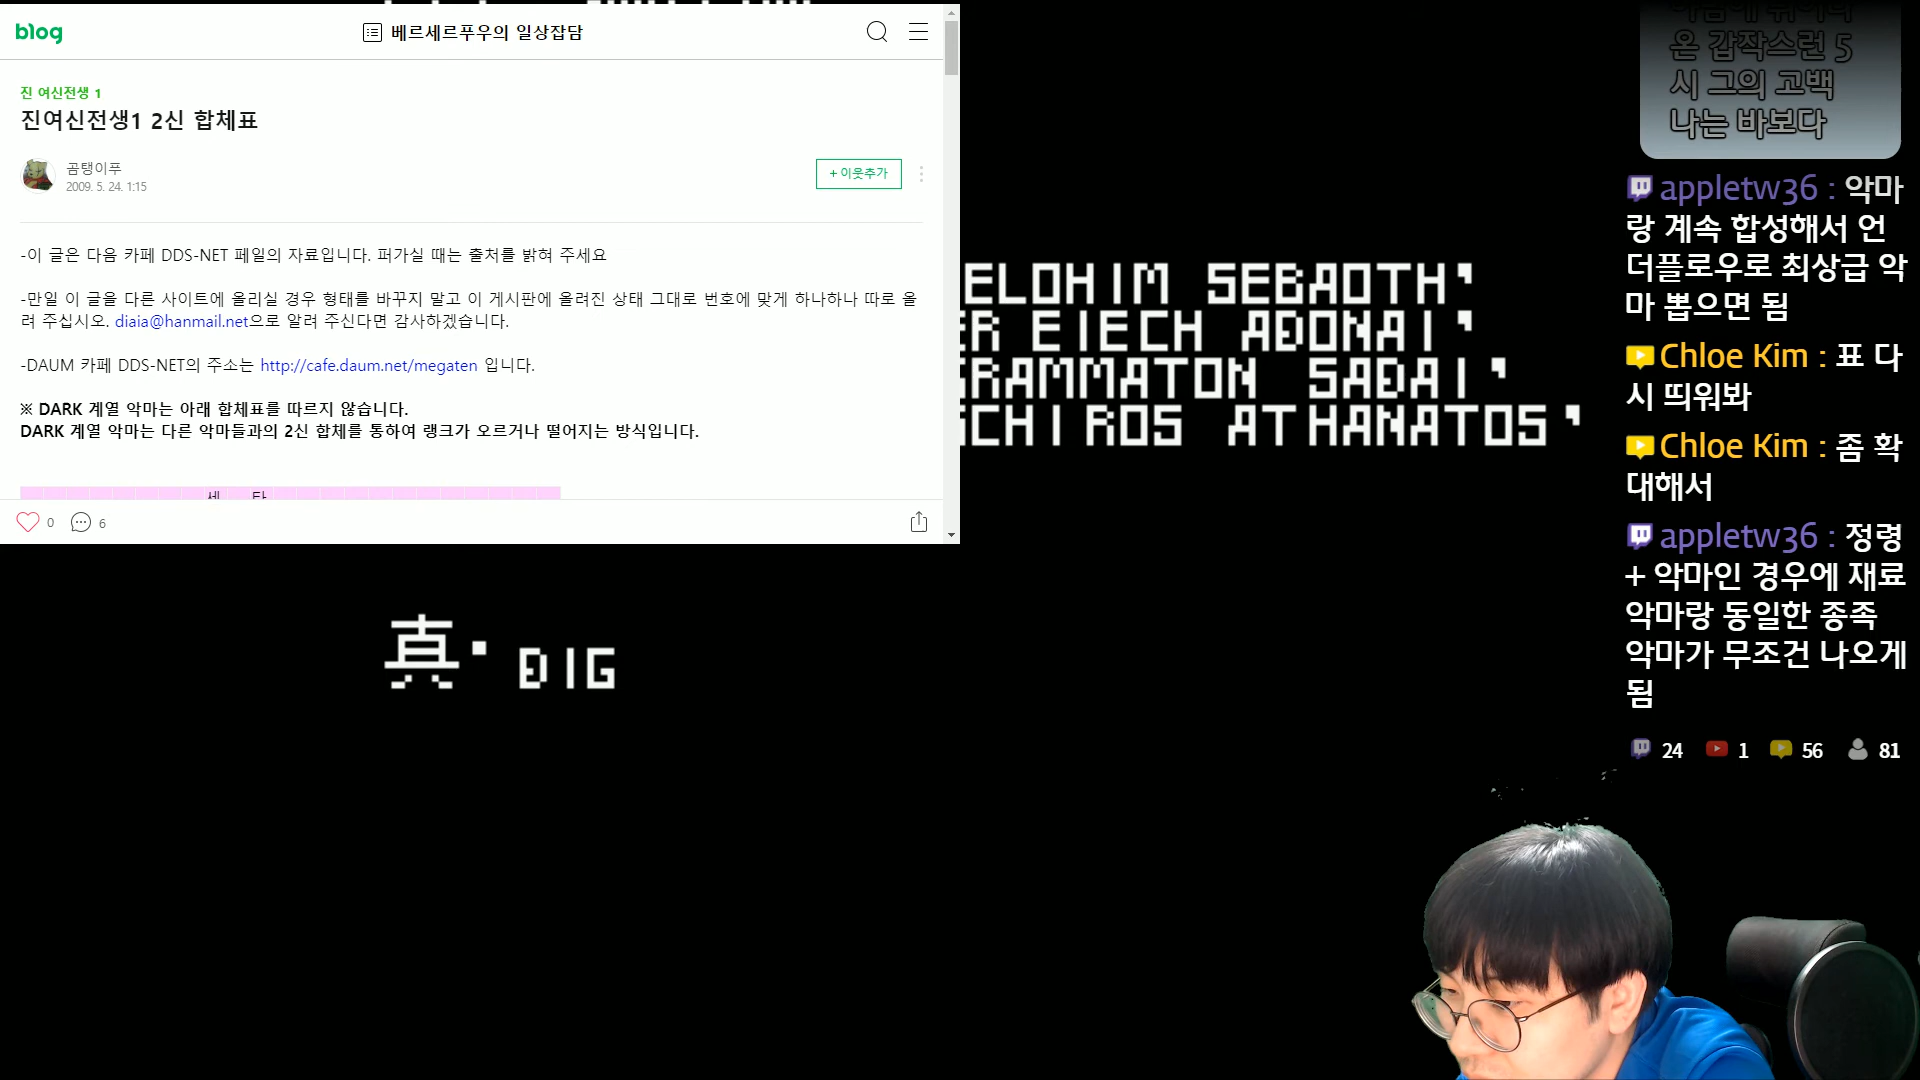 blog
베르세르푸우의 일상잡담
진 여신전생 1
진여신전생1 2신 합체표
곰탱이푸
2009. 5. 24. 1:15
+ 이웃추가
-이 글은 다음 카페 DDS-NET 페일의 자료입니다. 퍼가실 때는 출처를 밝혀 주세요
-만일 이 글을 다른 사이트에 올리실 경우 형태를 바꾸지 말고 이 게시판에 올려진 상태 그대로 번호에 맞게 하나하나 따로 올
려 주십시오. diaia@hanmail.net으로 알려 주신다면 감사하겠습니다.
-DAUM 카페 DDS-NET의 주소는 http://cafe.daum.net/megaten 입니다.
※ DARK 계열 악마는 아래 합체표를 따르지 않습니다.
DARK 계열 악마는 다른 악마들과의 2신 합체를 통하여 랭크가 오르거나 떨어지는 방식입니다.
0
6
ELOHIM SEBAOTH'
ER EIECH ADONAI'
GRAMMATON SADAI'
SCHIROS ATHANATOS'
真・DIG
온 갑작스런 5
시 그의 고백
나는 바보다
appletw36 : 악마
랑 계속 합성해서 언
더플로우로 최상급 악
마 뽑으면 됨
Chloe Kim : 표 다
시 띄워봐
Chloe Kim : 좀 확
대해서
appletw36 : 정령
+ 악마인 경우에 재료
악마랑 동일한 종족
악마가 무조건 나오게
됨
24
1
56
81